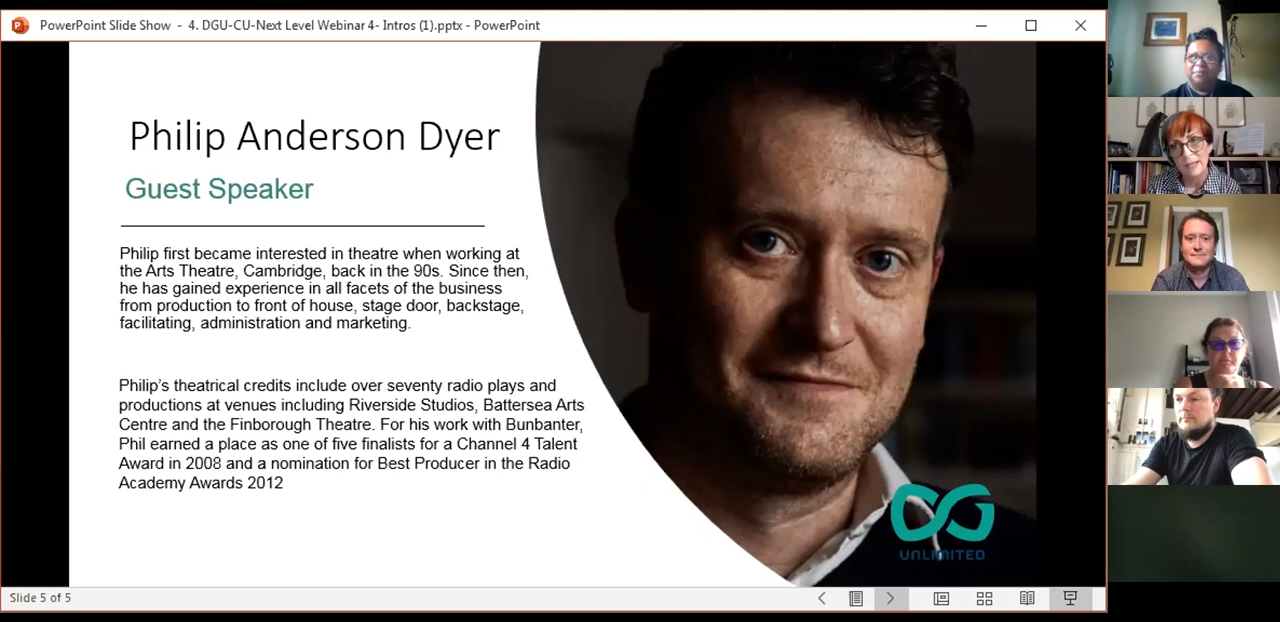 PowerPoint Slide Show - 4. DGU-CU-Next Level Webinar 4- Intros (1).pptx - PowerPoint
Philip Anderson Dyer
Guest Speaker
Philip first became interested in theatre when working at
the Arts Theatre, Cambridge, back in the 90s. Since then,
he has gained experience in all facets of the business
from production to front of house, stage door, backstage,
facilitating, administration and marketing.
Philip’s theatrical credits include over seventy radio plays and
productions at venues including Riverside Studios, Battersea Arts
Centre and the Finborough Theatre. For his work with Bunbanter,
Phil earned a place as one of five finalists for a Channel 4 Talent
Award in 2008 and a nomination for Best Producer in the Radio
Academy Awards 2012
DG
UNLIMITED
Slide 5 of 5